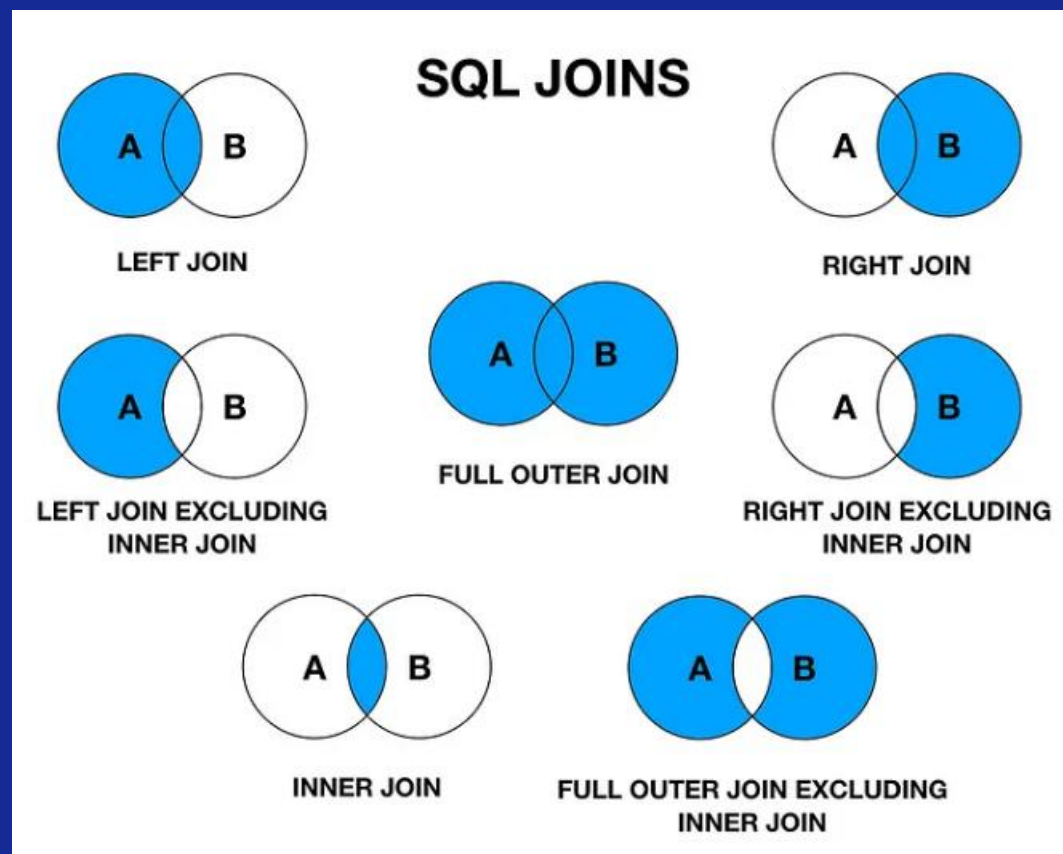 SQL JOINS
A B
LEFT JOIN
A B
RIGHT JOIN
A B
FULL OUTER JOIN
A B
LEFT JOIN EXCLUDING
INNER JOIN
A B
RIGHT JOIN EXCLUDING
INNER JOIN
A B
INNER JOIN
A B
FULL OUTER JOIN EXCLUDING
INNER JOIN